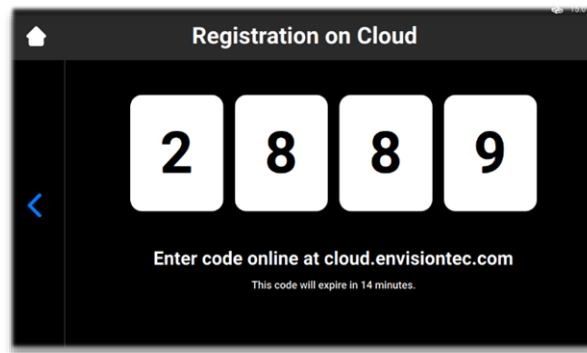 Registration on Cloud
2 8 8 9
Enter code online at cloud.envisiontec.com
This code will expire in 14 minutes.